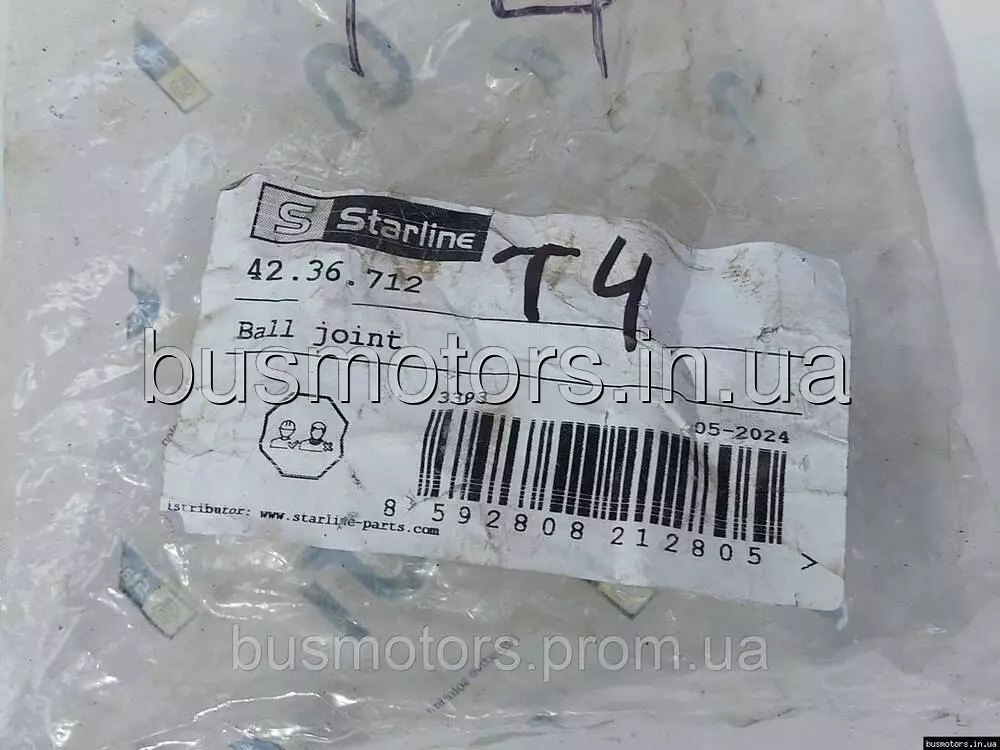 S Starline
42.36.712
T4
Ball joint
busmotors.in.ua
3393
05-2024
8 592808 212805 >
istributor: www.starline-parts.com
busmotors.prom.ua
busmotors.in.ua